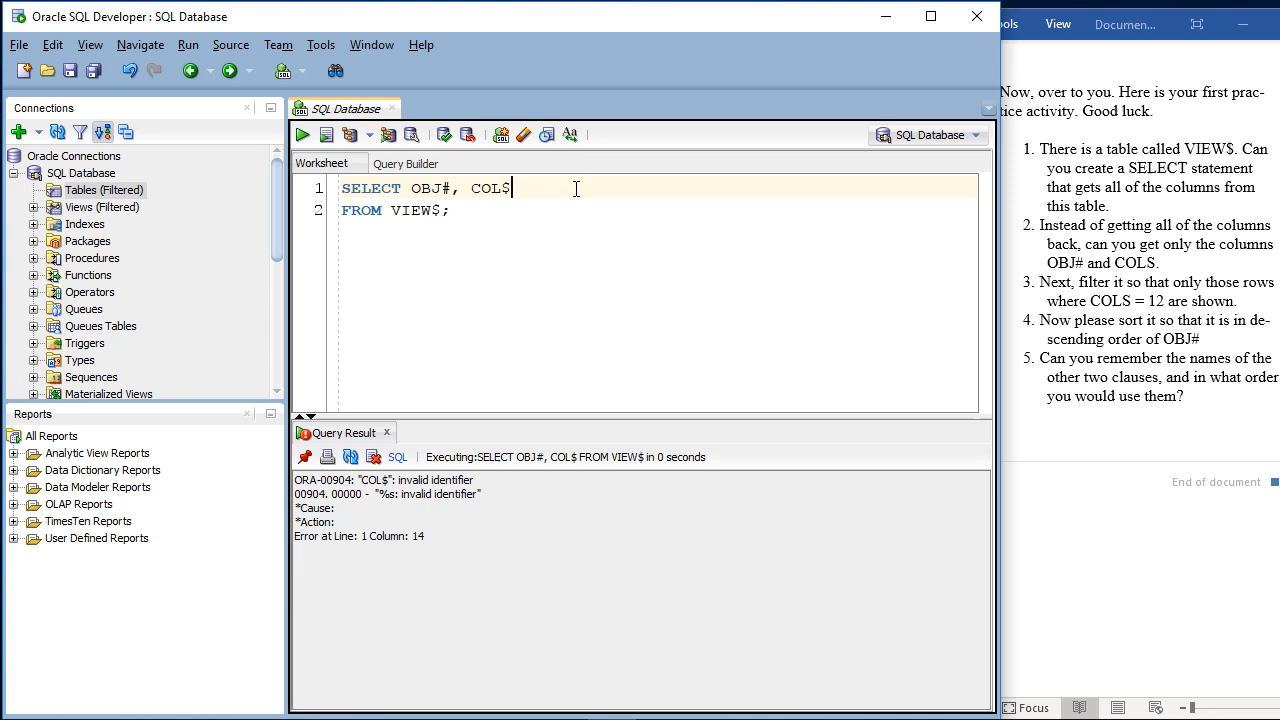 Oracle SQL Developer : SQL Database
File Edit View Navigate Run Source Team Tools Window Help
Connections
Oracle Connections
SQL Database
Tables (Filtered)
Views (Filtered)
Indexes
Packages
Procedures
Functions
Operators
Queues
Queues Tables
Triggers
Types
Sequences
Materialized Views
Reports
All Reports
Analytic View Reports
Data Dictionary Reports
Data Modeler Reports
OLAP Reports
TimesTen Reports
User Defined Reports
SQL Database
SQL Database
Worksheet Query Builder
1 SELECT OBJ#, COL$
2 FROM VIEW$;
Query Result
SQL Executing:SELECT OBJ#, COL$ FROM VIEW$ in 0 seconds
ORA-00904: "COL$": invalid identifier
00904. 00000 - "%s: invalid identifier"
*Cause:
*Action:
Error at Line: 1 Column: 14
ols View Documen...
Now, over to you. Here is your first prac-
tice activity. Good luck.
1. There is a table called VIEW$. Can
you create a SELECT statement
that gets all of the columns from
this table.
2. Instead of getting all of the columns
back, can you get only the columns
OBJ# and COLS.
3. Next, filter it so that only those rows
where COLS = 12 are shown.
4. Now please sort it so that it is in de-
scending order of OBJ#
5. Can you remember the names of the
other two clauses, and in what order
you would use them?
End of document
Focus